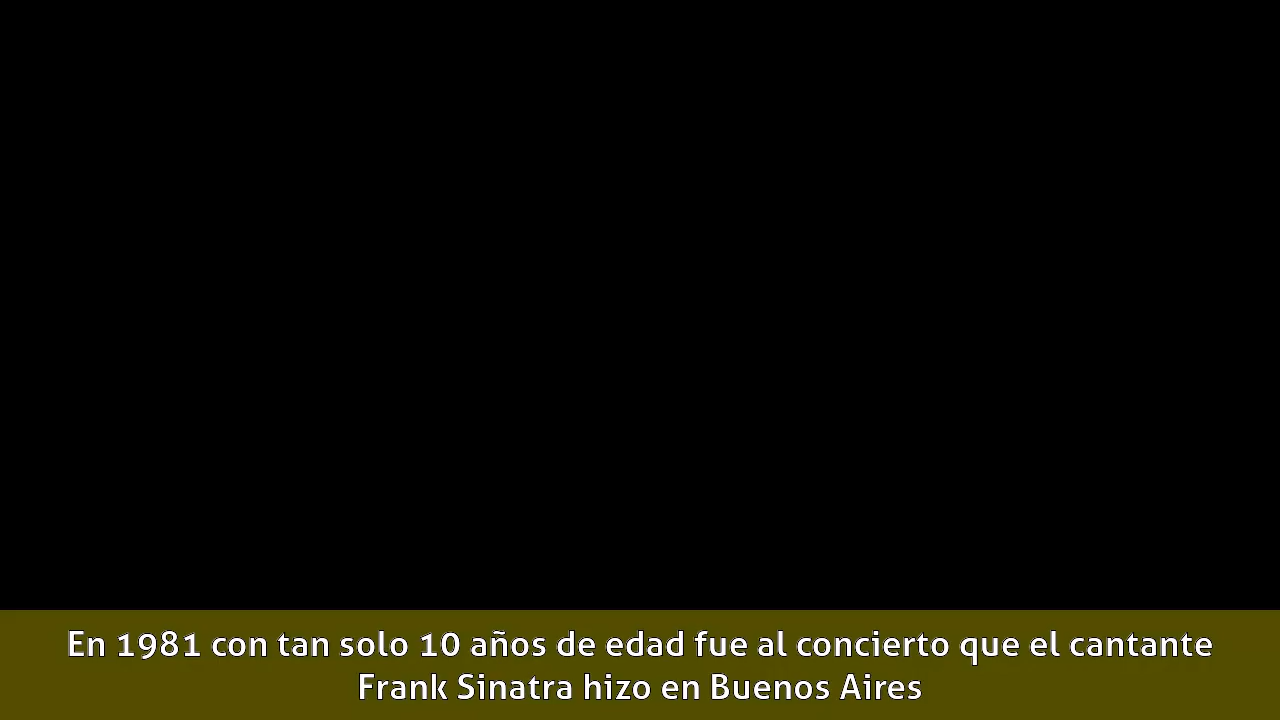 En 1981 con tan solo 10 años de edad fue al concierto que el cantante
Frank Sinatra hizo en Buenos Aires